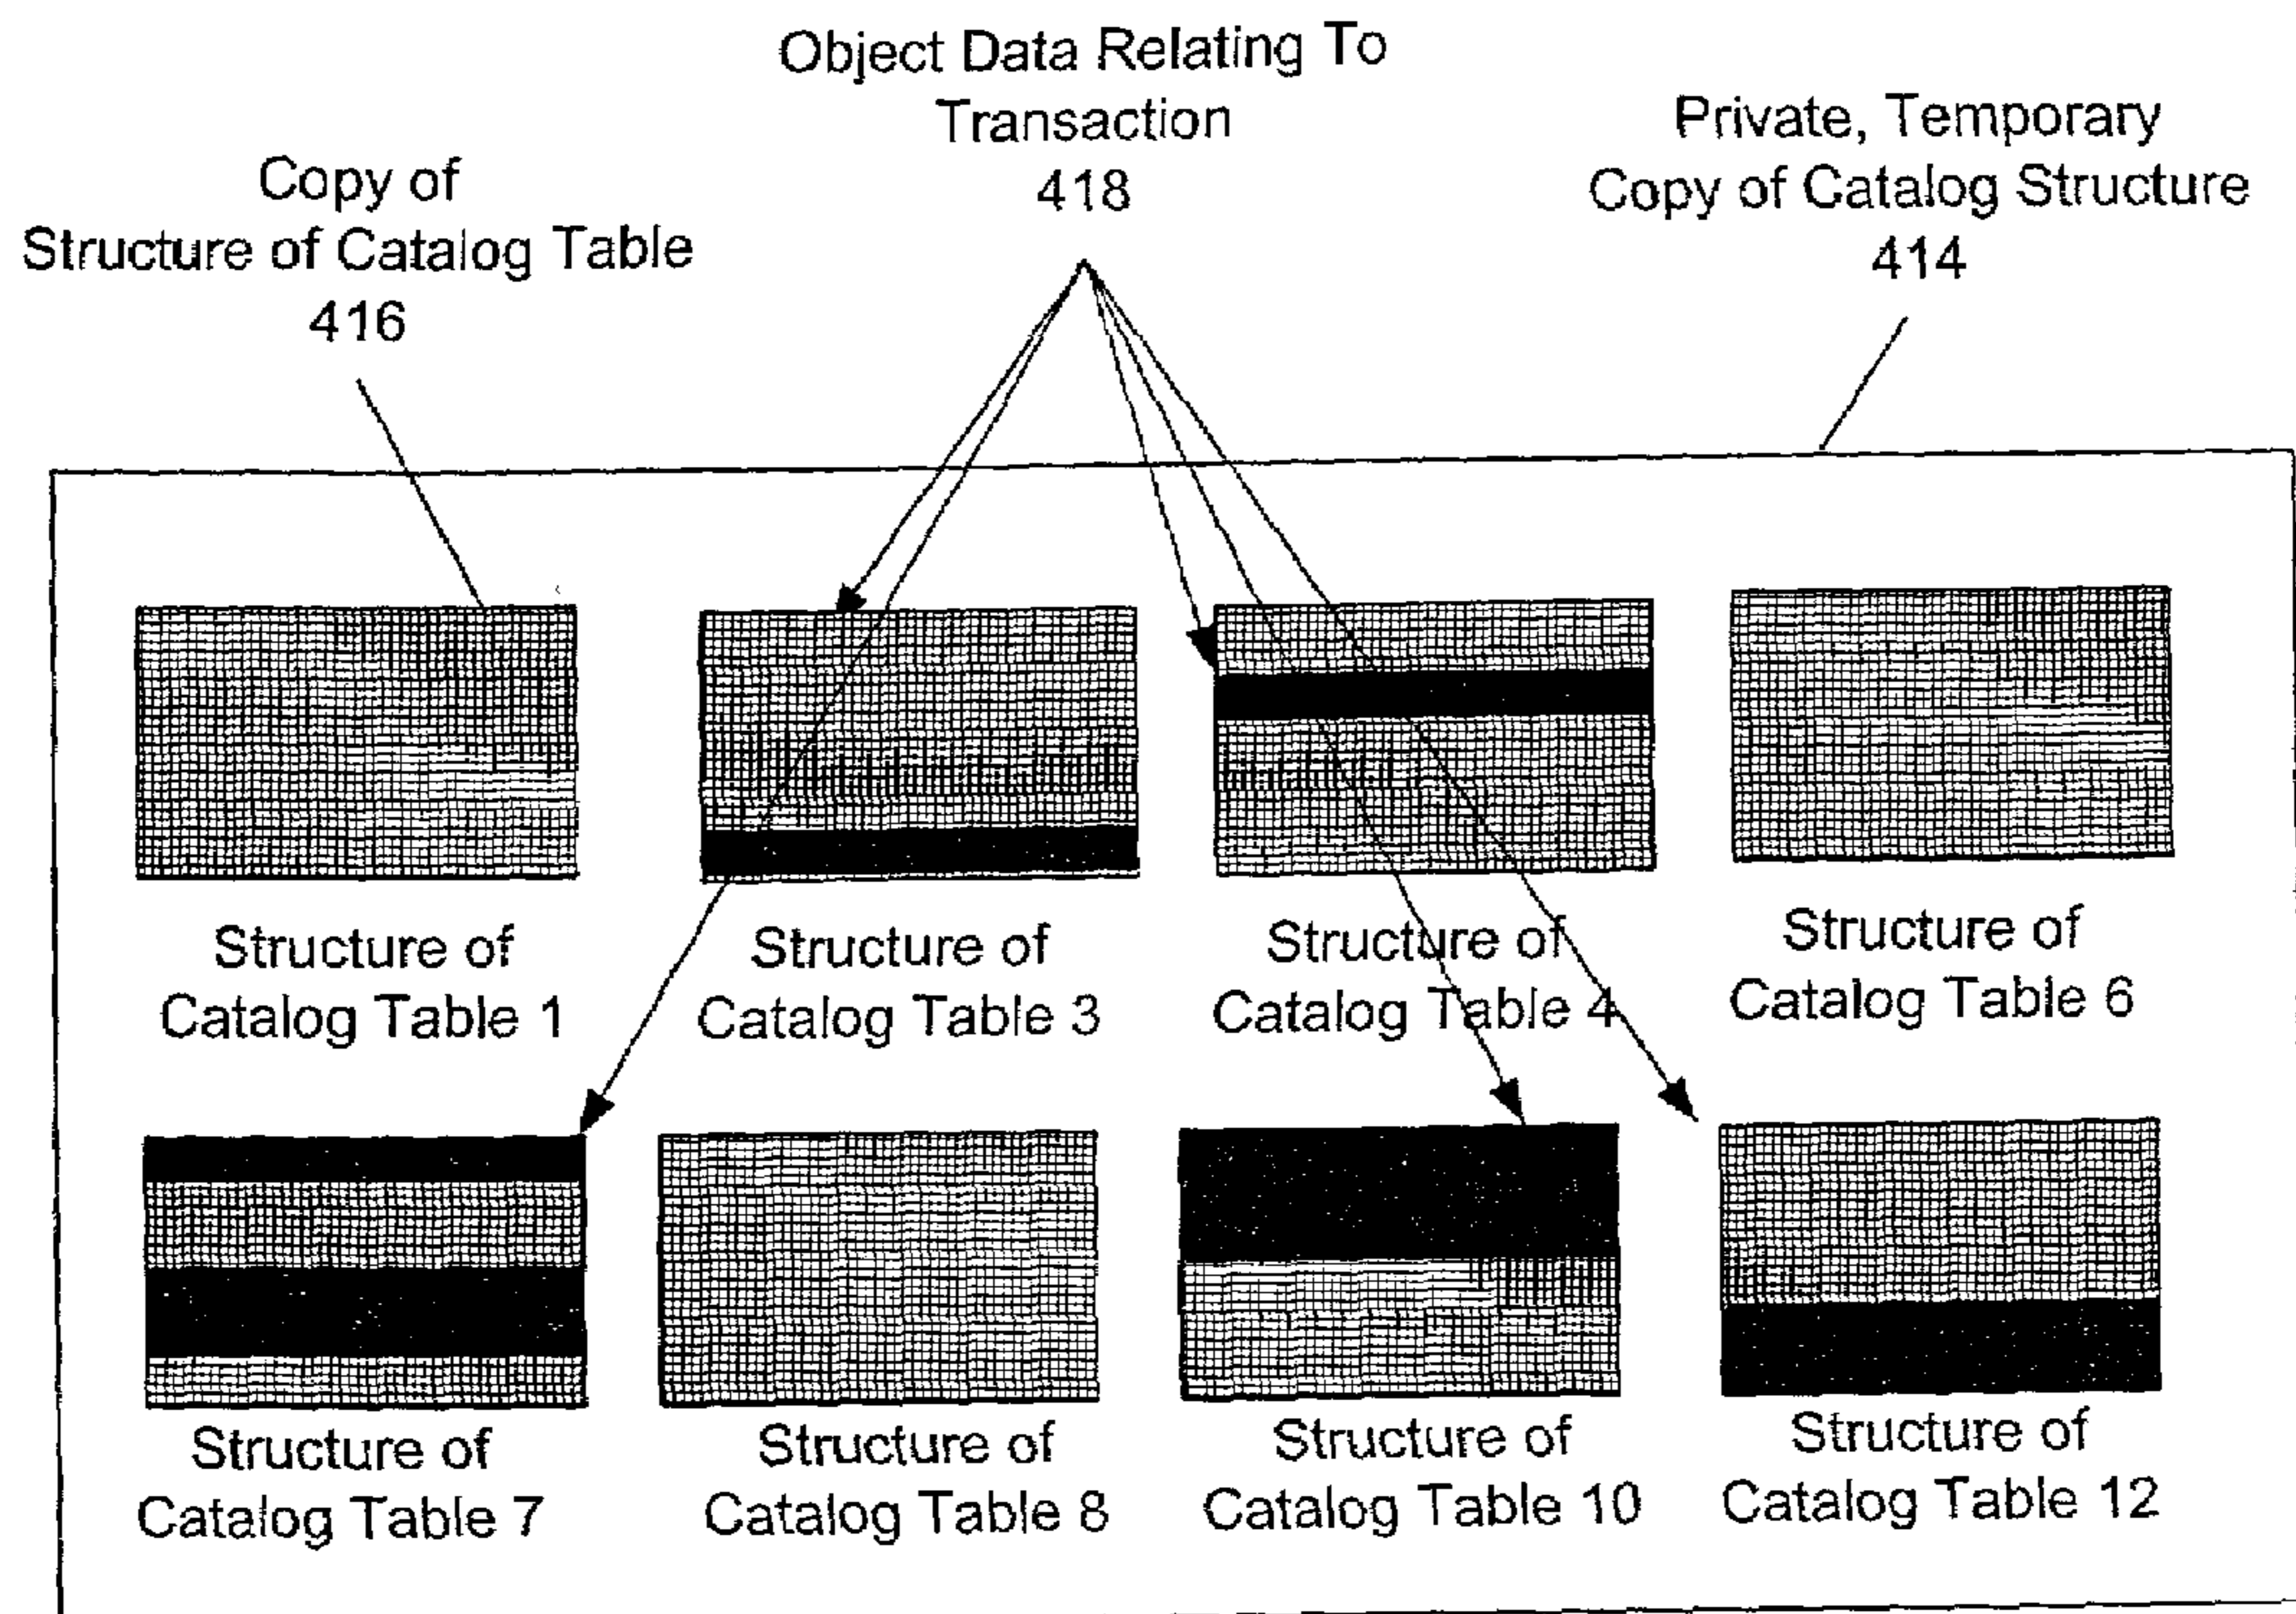 Object Data Relating To
Transaction
418
Private, Temporary
Copy of Catalog Structure
414
Copy of
Structure of Catalog Table
416
Structure of
Catalog Table 1
Structure of
Catalog Table 3
Structure of
Catalog Table 4
Structure of
Catalog Table 6
Structure of
Catalog Table 7
Structure of
Catalog Table 8
Structure of
Catalog Table 10
Structure of
Catalog Table 12